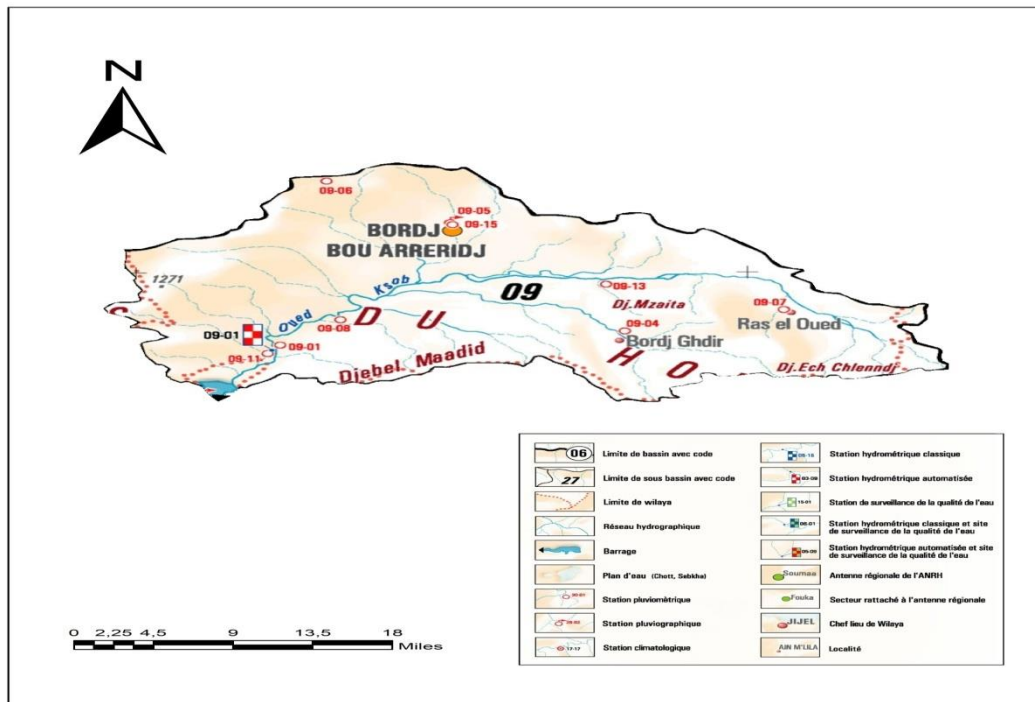 N
09-06
09-05
09-15
BORDJ
BOU ARRERIDJ
1271
Ksob
09
09-13
Dj.Mzaita
09-07
Ras el Oued
Oued
09-08
D U
09-04
Bordj Ghdir
09-01
09-01
09-11
Djebel Maadid
H O
Dj.Ech Chlenndj
06
Limite de bassin avec code
27
Limite de sous bassin avec code
Limite de wilaya
Réseau hydrographique
Barrage
Plan d'eau (Chott, Sebkha)
Station pluviomètrique
Station pluviographique
17-17
Station climatologique
Station hydrométrique classique
Station hydrométrique automatisée
15-01
Station de surveillance de la qualité de l'eau
Station hydrométrique classique et site
de surveillance de la qualité de l'eau
Station hydrométrique automatisée et site
de surveillance de la qualité de l'eau
Soumaa
Antenne régionale de l'ANRH
Fouka
Secteur rattaché à l'antenne régionale
JIJEL
Chef lieu de Wilaya
AIN M'LILA
Localité
0 2,25 4,5 9 13,5 18
Miles